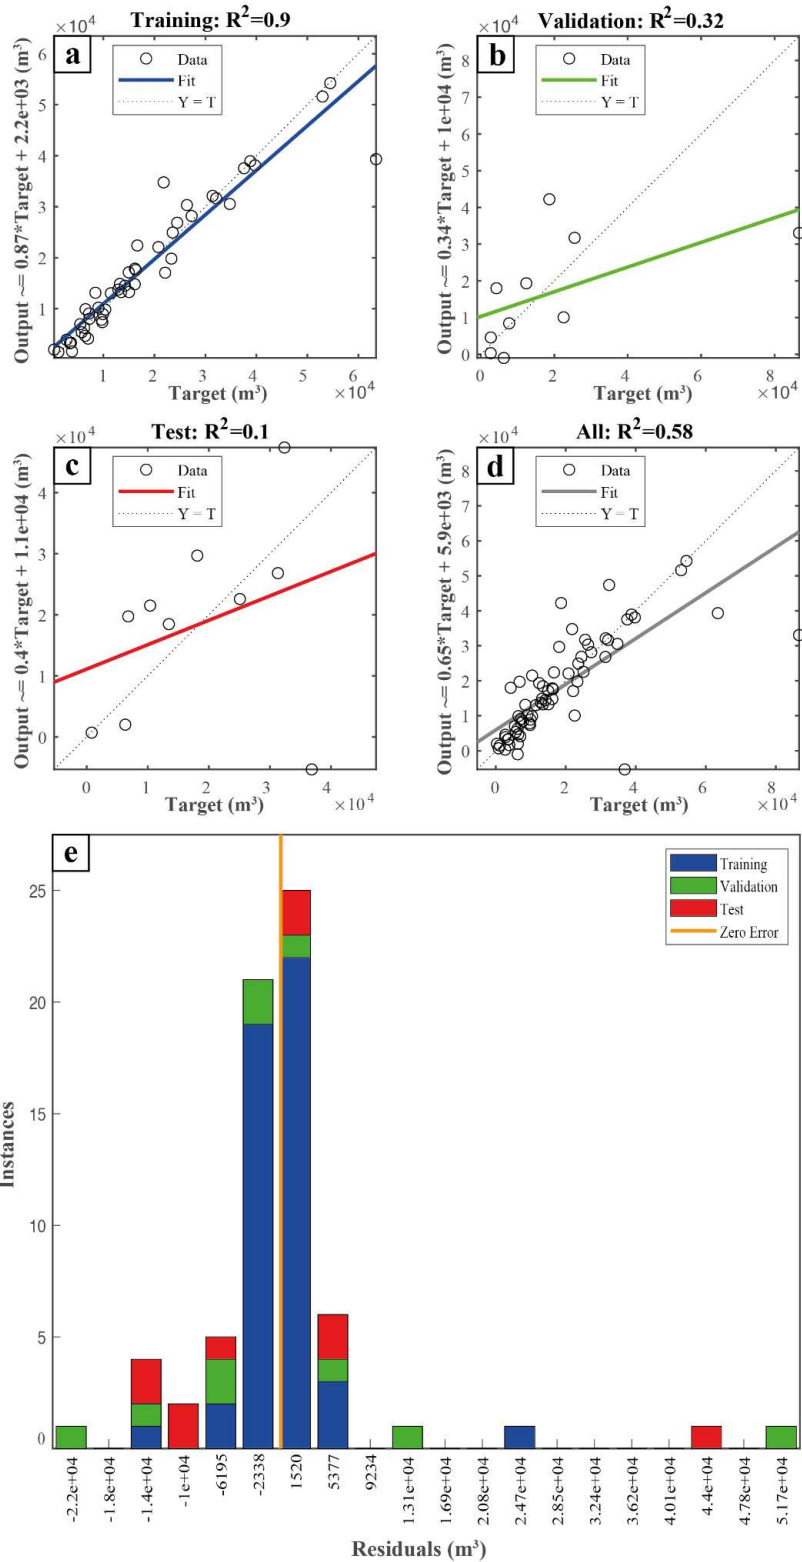 Training: R²=0.9
×10⁴
a
Data
Fit
Y = T
6
5
4
3
2
1
Output ~= 0.87*Target + 2.2e+03 (m³)
0 1 2 3 4 5 6
Target (m³)
×10⁴
Validation: R²=0.32
×10⁴
b
Data
Fit
Y = T
8
7
6
5
4
3
2
1
0
Output ~= 0.34*Target + 1e+04 (m³)
0 2 4 6 8
Target (m³)
×10⁴
Test: R²=0.1
×10⁴
c
Data
Fit
Y = T
4
3
2
1
0
Output ~= 0.4*Target + 1.1e+04 (m³)
0 1 2 3 4
Target (m³)
×10⁴
All: R²=0.58
×10⁴
d
Data
Fit
Y = T
8
7
6
5
4
3
2
1
0
Output ~= 0.65*Target + 5.9e+03 (m³)
0 2 4 6 8
Target (m³)
×10⁴
e
Training
Validation
Test
Zero Error
25
20
15
10
5
0
Instances
-2.2e+04
-1.8e+04
-1.4e+04
-1e+04
-6195
-2338
1520
5377
9234
1.31e+04
1.69e+04
2.08e+04
2.47e+04
2.85e+04
3.24e+04
3.62e+04
4.01e+04
4.4e+04
4.78e+04
5.17e+04
Residuals (m³)